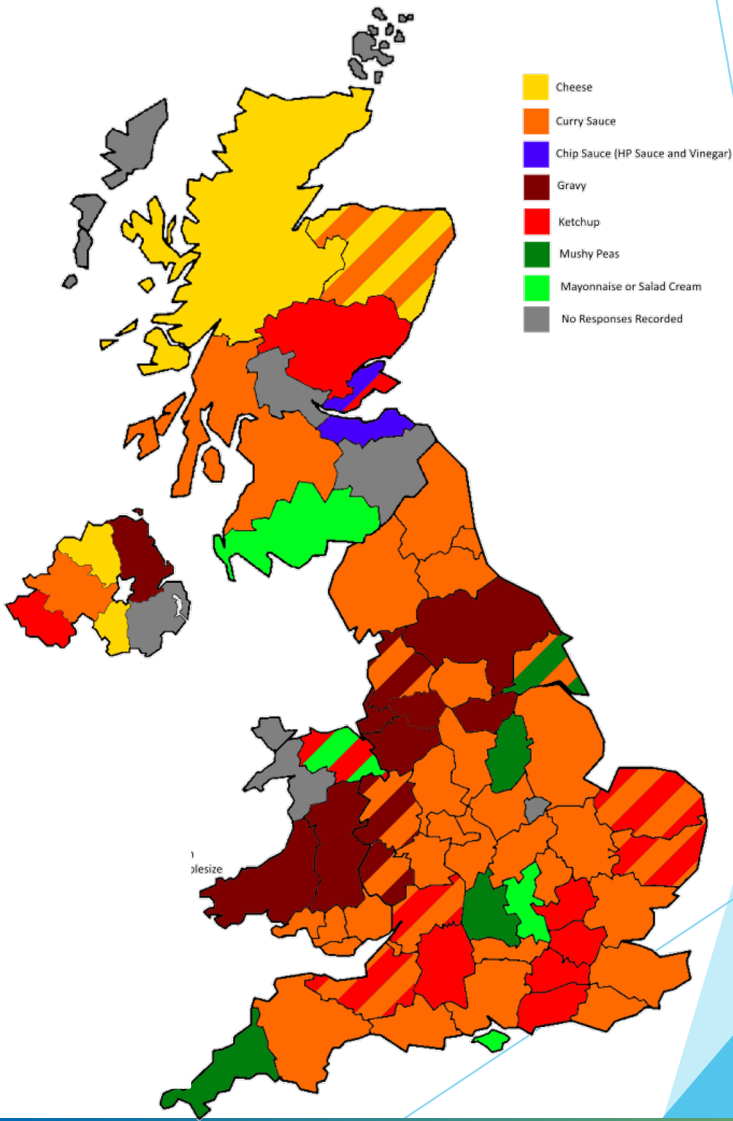 Cheese
Curry Sauce
Chip Sauce (HP Sauce and Vinegar)
Gravy
Ketchup
Mushy Peas
Mayonnaise or Salad Cream
No Responses Recorded
plesize